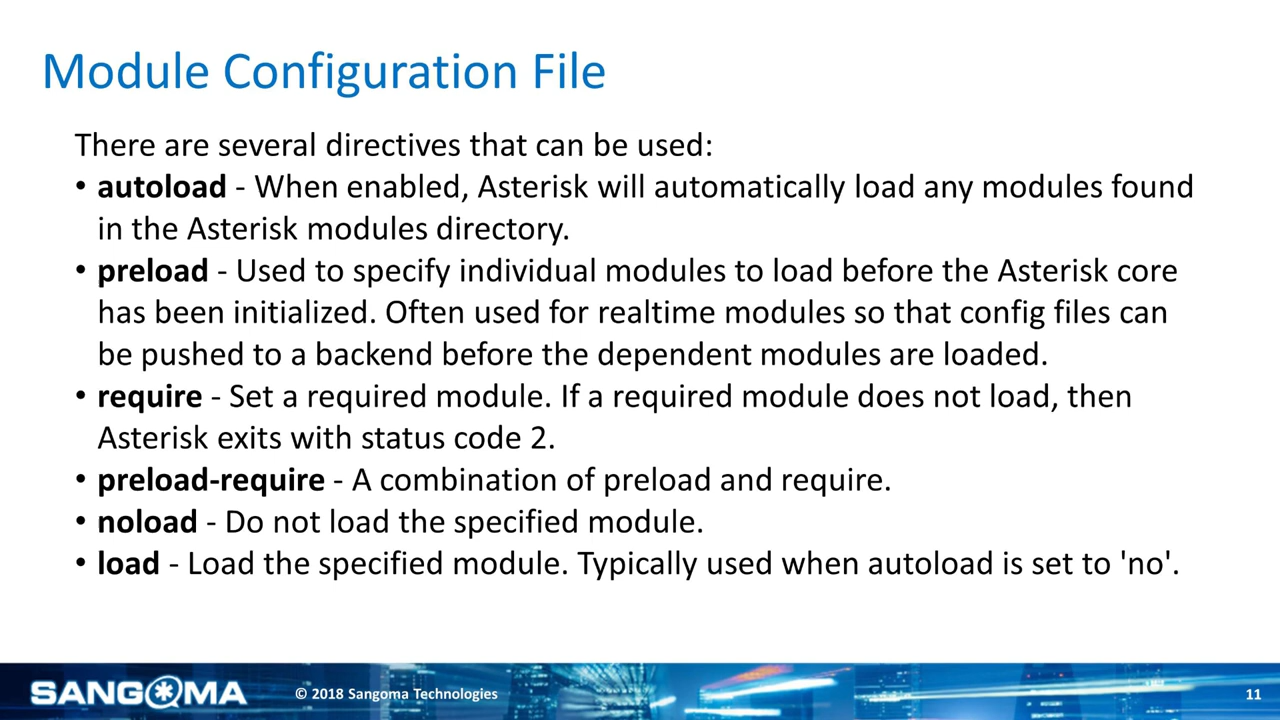 Module Configuration File
There are several directives that can be used:
• autoload - When enabled, Asterisk will automatically load any modules found
in the Asterisk modules directory.
• preload - Used to specify individual modules to load before the Asterisk core
has been initialized. Often used for realtime modules so that config files can
be pushed to a backend before the dependent modules are loaded.
• require - Set a required module. If a required module does not load, then
Asterisk exits with status code 2.
• preload-require - A combination of preload and require.
• noload - Do not load the specified module.
• load - Load the specified module. Typically used when autoload is set to 'no'.
SANGOMA
© 2018 Sangoma Technologies
11